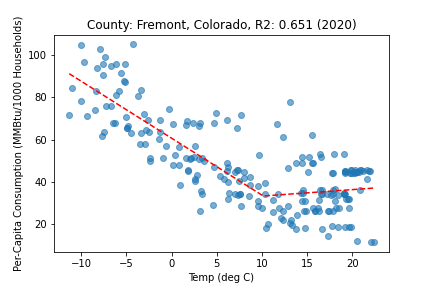 County: Fremont, Colorado, R2: 0.651 (2020)
Per-Capita Consumption (MMBtu/1000 Households)
100
80
60
40
20
−10 −5 0 5 10 15 20
Temp (deg C)